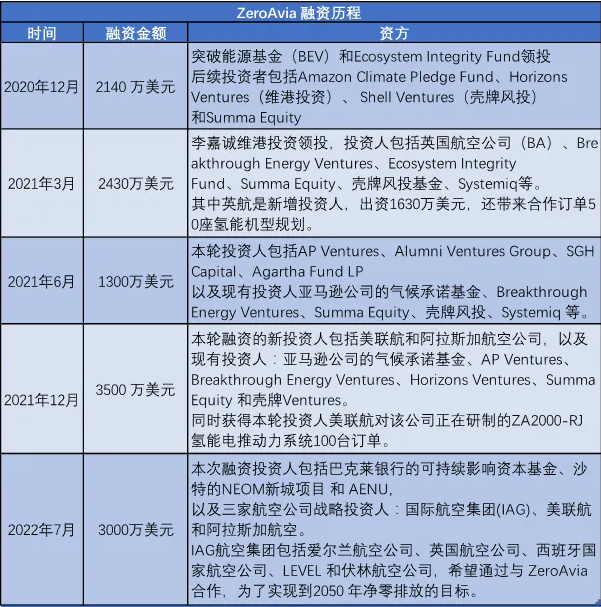 ZeroAvia 融资历程
时间 融资金额 资方
2020年12月 2140 万美元
突破能源基金（BEV）和Ecosystem Integrity Fund领投
后续投资者包括Amazon Climate Pledge Fund、Horizons
Ventures（维港投资）、 Shell Ventures（壳牌风投）
和Summa Equity
2021年3月 2430万美元
李嘉诚维港投资领投，投资人包括英国航空公司（BA）、Bre
akthrough Energy Ventures、Ecosystem Integrity
Fund、Summa Equity、壳牌风投基金、Systemiq等。
其中英航是新增投资人，出资1630万美元，还带来合作订单5
0座氢能机型规划。
2021年6月 1300万美元
本轮投资人包括AP Ventures、Alumni Ventures Group、SGH
Capital、Agartha Fund LP
以及现有投资人亚马逊公司的气候承诺基金、Breakthrough
Energy Ventures、Summa Equity、壳牌风投、Systemiq 等。
2021年12月 3500 万美元
本轮融资的新投资人包括美联航和阿拉斯加航空公司，以及
现有投资人：亚马逊公司的气候承诺基金、AP Ventures、
Breakthrough Energy Ventures、Horizons Ventures、Summa
Equity 和壳牌Ventures。
同时获得本轮投资人美联航对该公司正在研制的ZA2000-RJ
氢能电推动力系统100台订单。
2022年7月 3000万美元
本次融资投资人包括巴克莱银行的可持续影响资本基金、沙
特的NEOM新城项目 和 AENU，
以及三家航空公司战略投资人：国际航空集团(IAG)、美联航
和阿拉斯加航空。
IAG航空集团包括爱尔兰航空公司、英国航空公司、西班牙国
家航空公司、LEVEL 和伏林航空公司，希望通过与 ZeroAvia
合作，为了实现到2050 年净零排放的目标。